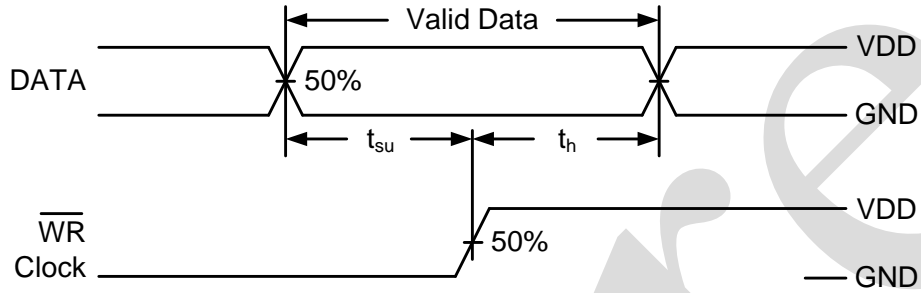 Valid Data
VDD
DATA
50%
GND
tsu
th
VDD
WR
50%
Clock
GND